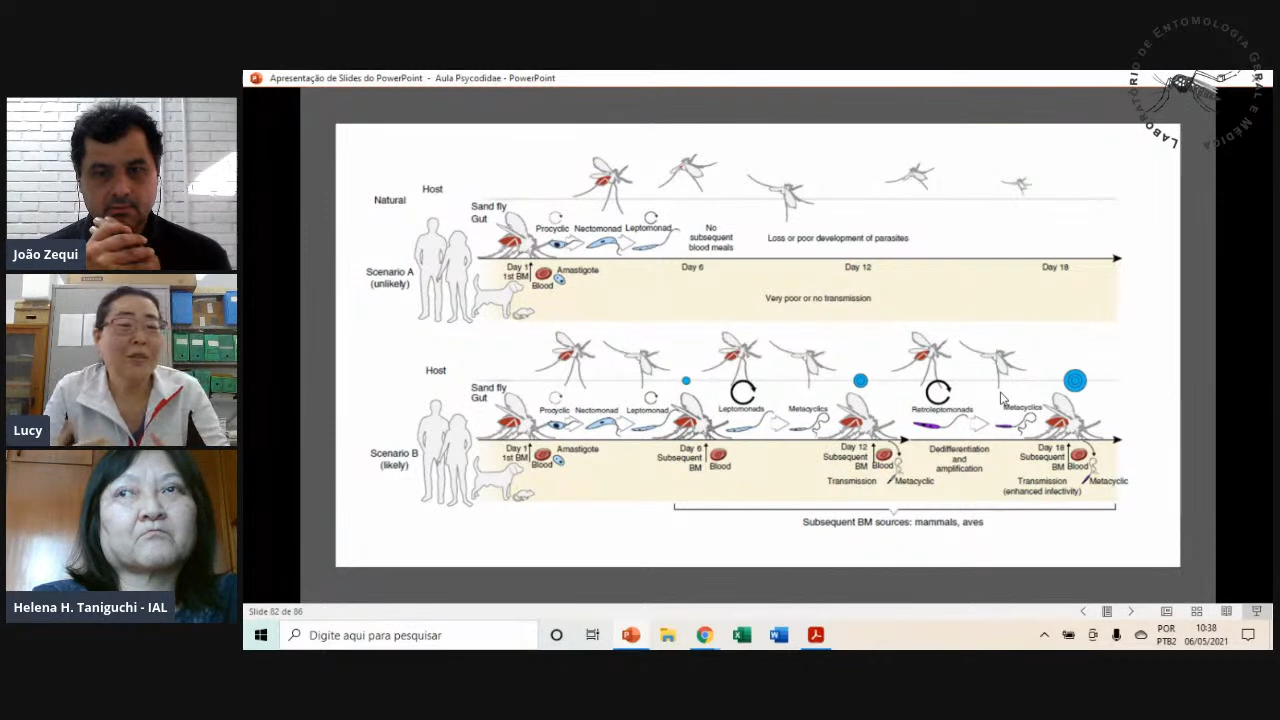 LABORATÓRIO DE ENTOMOLOGIA GERAL E MÉDICA
Apresentação de Slides do PowerPoint - Aula Psycodidae - PowerPoint
João Zequi
Lucy
Helena H. Taniguchi - IAL
Natural
Host
Sand fly
Gut
Procyclic
Nectomonad
Leptomonad
No
subsequent
blood meals
Loss or poor development of parasites
Scenario A
(unlikely)
Day 1
1st BM
Blood
Amastigote
Day 6
Day 12
Day 18
Very poor or no transmission
Host
Sand fly
Gut
Procyclic
Nectomonad
Leptomonad
Leptomonads
Metacyclics
Retroleptomonads
Metacyclics
Scenario B
(likely)
Day 1
1st BM
Blood
Amastigote
Day 6
Subsequent
BM
Blood
Day 12
Subsequent
BM
Blood
Transmission
Metacyclic
Dedifferentiation
and
amplification
Day 18
Subsequent
BM
Blood
Transmission
(enhanced infectivity)
Metacyclic
Subsequent BM sources: mammals, aves
Slide 82 de 86
Digite aqui para pesquisar
POR
PTB2
10:38
06/05/2021